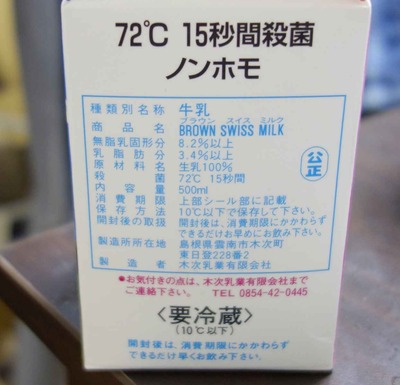 72℃ 15秒間殺菌
ノンホモ
種類別名称 牛乳
ブラウン スイス ミルク
商品名 BROWN SWISS MILK
無脂乳固形分 8.2%以上
乳脂肪分 3.4%以上
原材料名 生乳100%
殺菌 72℃ 15秒間
内容量 500ml
消費期限 上部シール部に記載
保存方法 10℃以下で保存して下さい。
開封後の取扱 開封後は、消費期限にかかわらず
できるだけお早めにお飲み下さい。
製造所所在地 島根県雲南市木次町
東日登228番2
製造者 木次乳業有限会社
公正
●お気付きの点は、木次乳業有限会社まで
ご連絡下さい。 TEL 0854-42-0445
〈要冷蔵〉
(10℃以下)
開封後は、消費期限にかかわらず
できるだけ早くお飲み下さい。